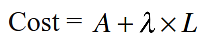 Cost = A + λ × L